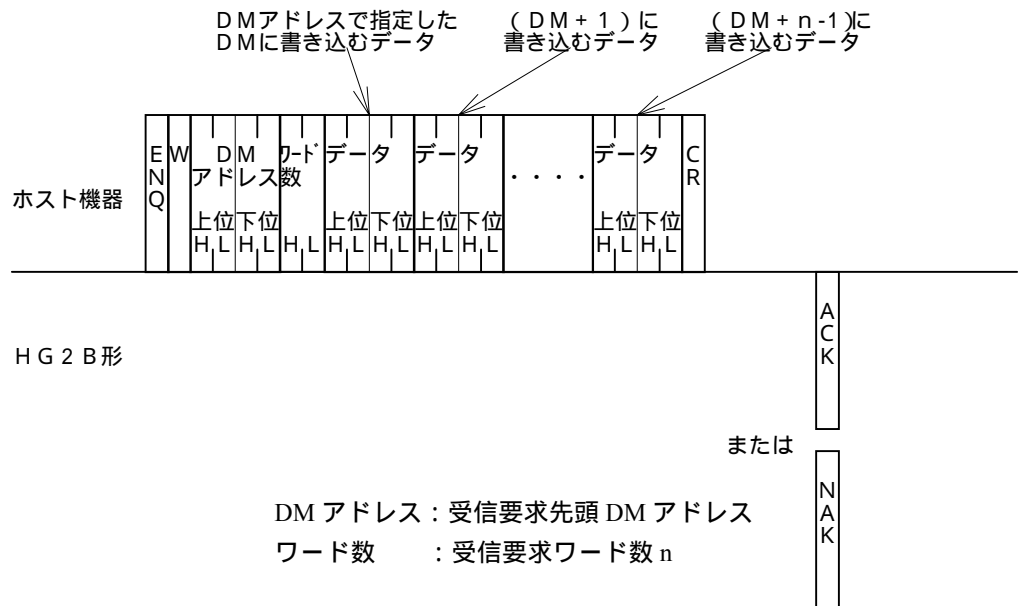 DMアドレスで指定した
DMに書き込むデータ
(DM+1)に
書き込むデータ
(DM+n-1)に
書き込むデータ
ENQ
W
DM
アドレス
上位 下位
H L H L
ワード
数
H L
データ
上位 下位
H L H L
データ
上位 下位
H L H L
・・・・
データ
上位 下位
H L H L
CR
ホスト機器
HG2B形
ACK
または
NAK
DM アドレス:受信要求先頭 DM アドレス
ワード数 :受信要求ワード数 n